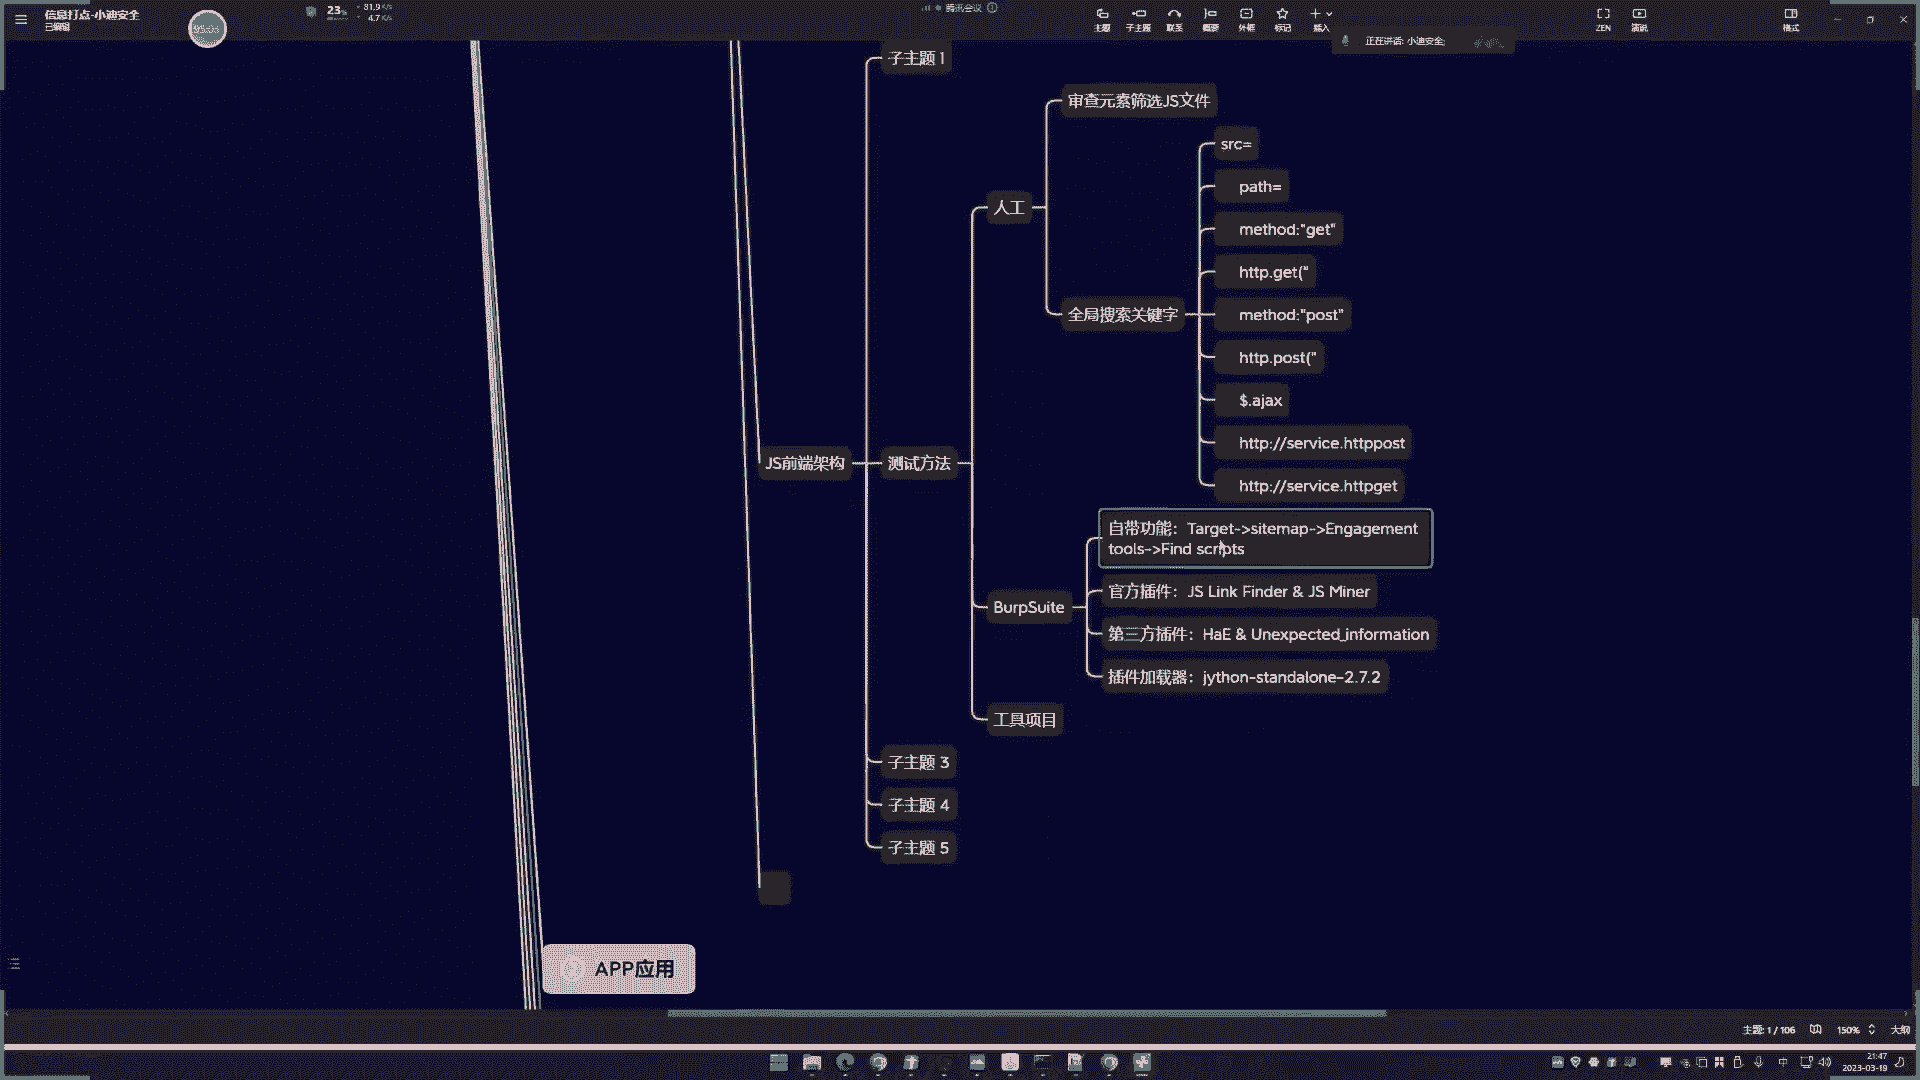 信息打点-小迪安全
已编辑
23%
81.9 K/s
4.7 K/s
腾讯会议
主题
子主题
联系
概要
外框
标记
插入
ZEN
演说
格式
正在讲话: 小迪安全;
子主题 1
审查元素筛选JS文件
src=
path=
人工
method:"get"
http.get("
全局搜索关键字
method:"post"
http.post("
$.ajax
http://service.httppost
JS前端架构
测试方法
http://service.httpget
自带功能：Target->sitemap->Engagement
tools->Find scripts
官方插件：JS Link Finder & JS Miner
BurpSuite
第三方插件：HaE & Unexpected_information
插件加载器：jython-standalone-2.7.2
工具项目
子主题 3
子主题 4
子主题 5
APP应用
主题: 1 / 106
150%
大纲
中
21:47
2023-03-19